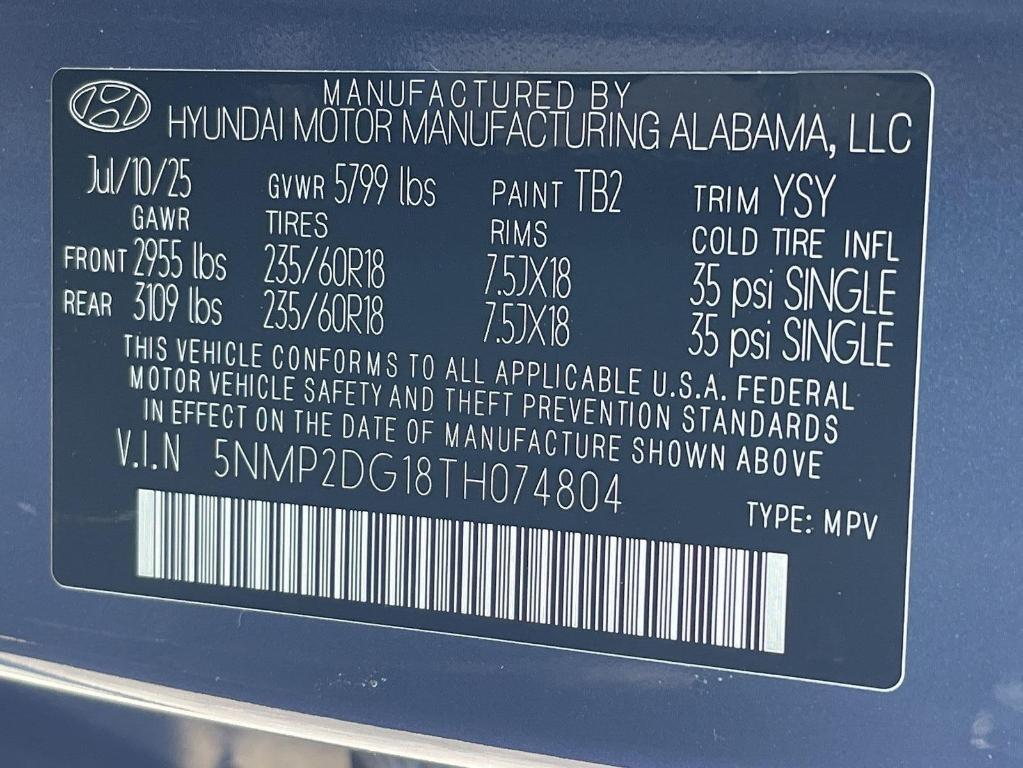 MANUFACTURED BY
HYUNDAI MOTOR MANUFACTURING ALABAMA, LLC
Jul/10/25 GVWR 5799 lbs PAINT TB2 TRIM YSY
GAWR TIRES RIMS COLD TIRE INFL
FRONT 2955 lbs 235/60R18 7.5JX18 35 psi SINGLE
REAR 3109 lbs 235/60R18 7.5JX18 35 psi SINGLE
THIS VEHICLE CONFORMS TO ALL APPLICABLE U.S.A. FEDERAL
MOTOR VEHICLE SAFETY AND THEFT PREVENTION STANDARDS
IN EFFECT ON THE DATE OF MANUFACTURE SHOWN ABOVE
V.I.N 5NMP2DG18TH074804
TYPE: MPV